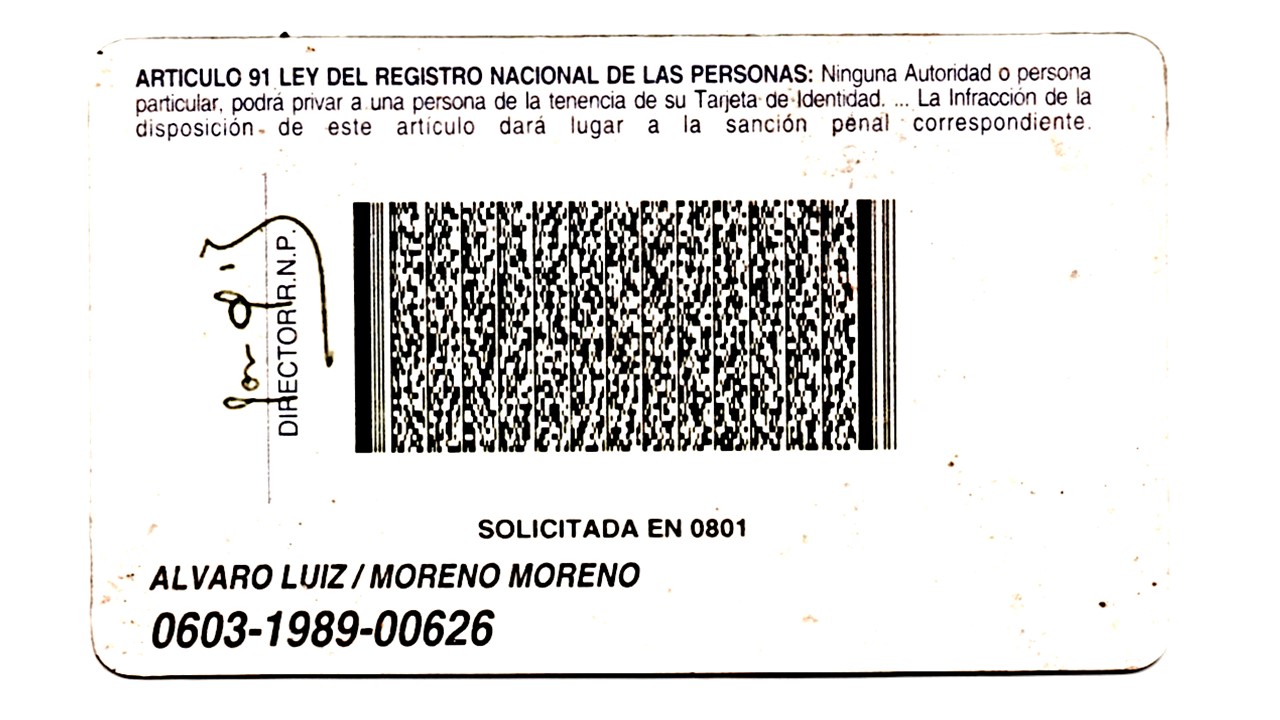 ARTICULO 91 LEY DEL REGISTRO NACIONAL DE LAS PERSONAS: Ninguna Autoridad o persona
particular, podrá privar a una persona de la tenencia de su Tarjeta de Identidad. ... La Infracción de la
disposición de este artículo dará lugar a la sanción penal correspondiente.
DIRECTOR R.N.P.
SOLICITADA EN 0801
ALVARO LUIZ / MORENO MORENO
0603-1989-00626